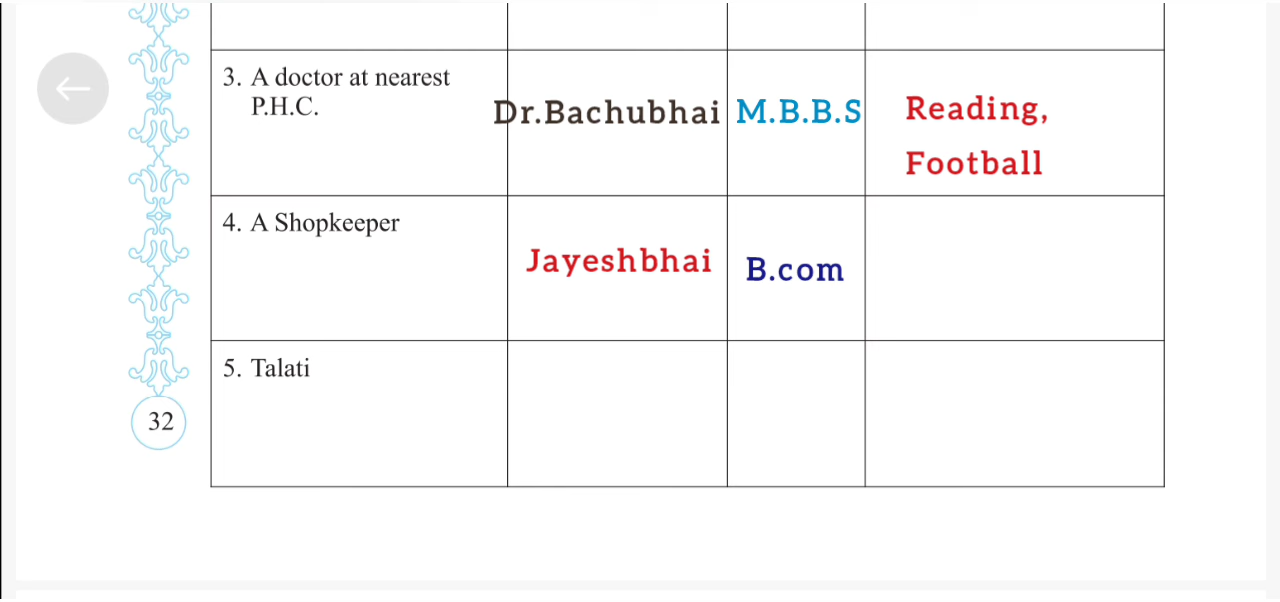 3. A doctor at nearest
P.H.C.
Dr.Bachubhai
M.B.B.S
Reading,
Football
4. A Shopkeeper
Jayeshbhai
B.com
5. Talati
32